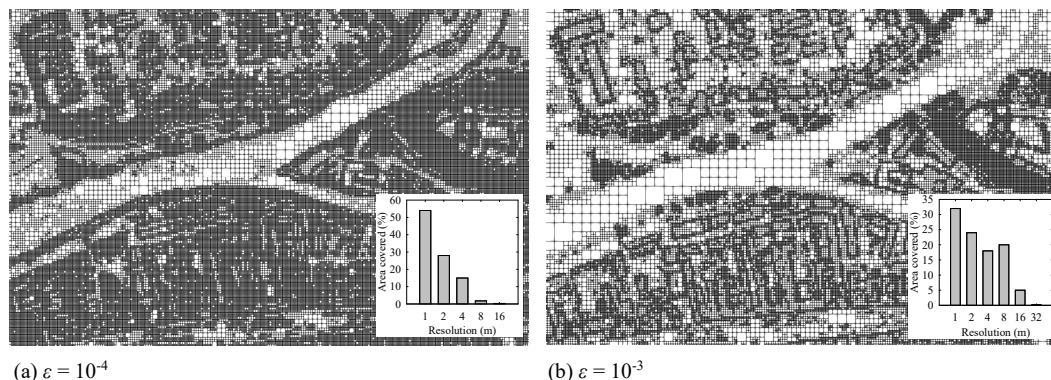 60
50
40
30
20
10
0
Area covered (%)
1 2 4 8 16
Resolution (m)
35
30
25
20
15
10
5
0
Area covered (%)
1 2 4 8 16 32
Resolution (m)
(a) ε = 10⁻⁴
(b) ε = 10⁻³